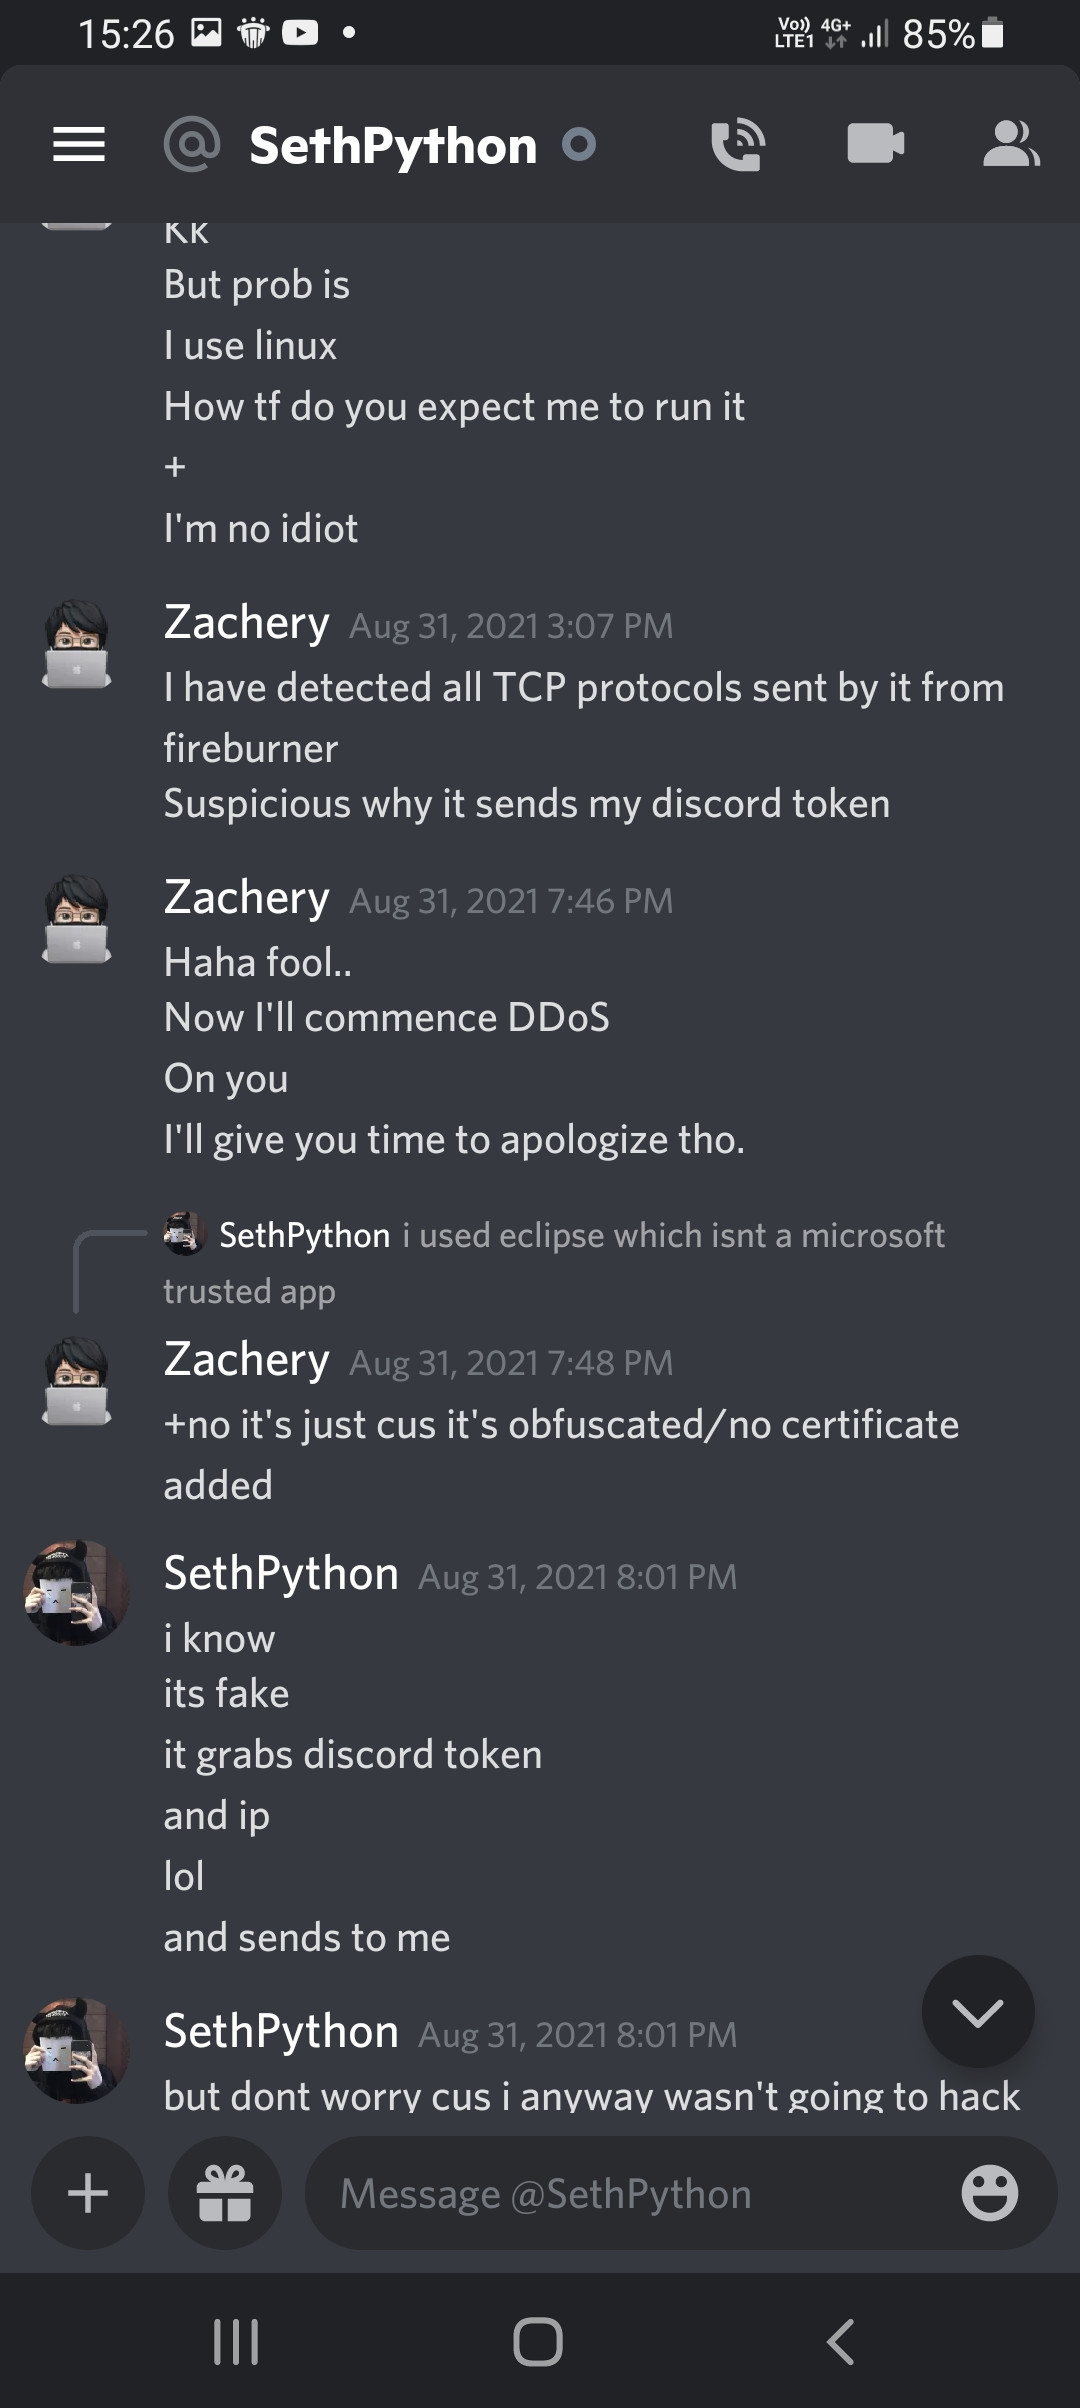 15:26
Vo)) LTE1 4G+ 85%
@ SethPython
Kk
But prob is
I use linux
How tf do you expect me to run it
+
I'm no idiot
Zachery Aug 31, 2021 3:07 PM
I have detected all TCP protocols sent by it from
fireburner
Suspicious why it sends my discord token
Zachery Aug 31, 2021 7:46 PM
Haha fool..
Now I'll commence DDoS
On you
I'll give you time to apologize tho.
SethPython i used eclipse which isnt a microsoft
trusted app
Zachery Aug 31, 2021 7:48 PM
+no it's just cus it's obfuscated/no certificate
added
SethPython Aug 31, 2021 8:01 PM
i know
its fake
it grabs discord token
and ip
lol
and sends to me
SethPython Aug 31, 2021 8:01 PM
but dont worry cus i anyway wasn't going to hack
Message @SethPython